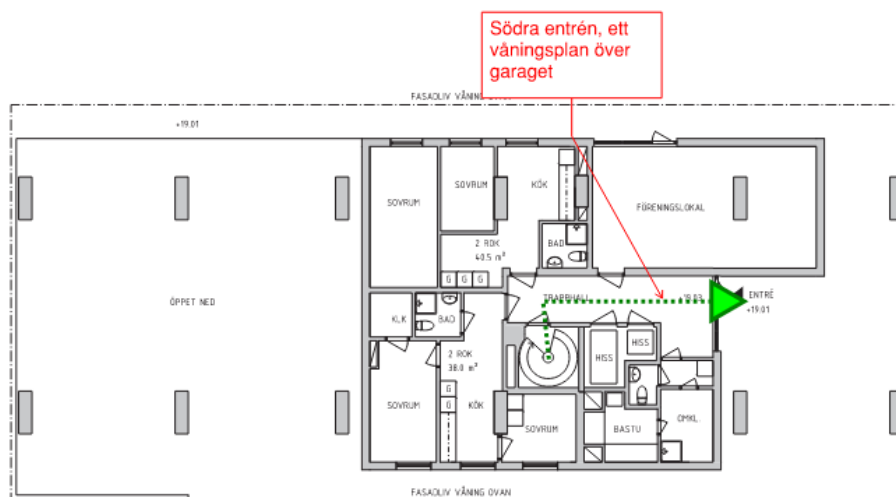 Södra entrén, ett
våningsplan över
garaget
FASADLIV VÅNING
+19.01
SOVRUM
SOVRUM
KÖK
FÖRENINGSLOKAL
2 ROK
40.5 m²
BAD
G G G
TRAPPHALL
+19.03
ENTRÉ
+19.01
ÖPPET NED
KLK
BAD
2 ROK
38.0 m²
HISS
HISS
G
G
SOVRUM
KÖK
SOVRUM
BASTU
OMKL.
FASADLIV VÅNING OVAN